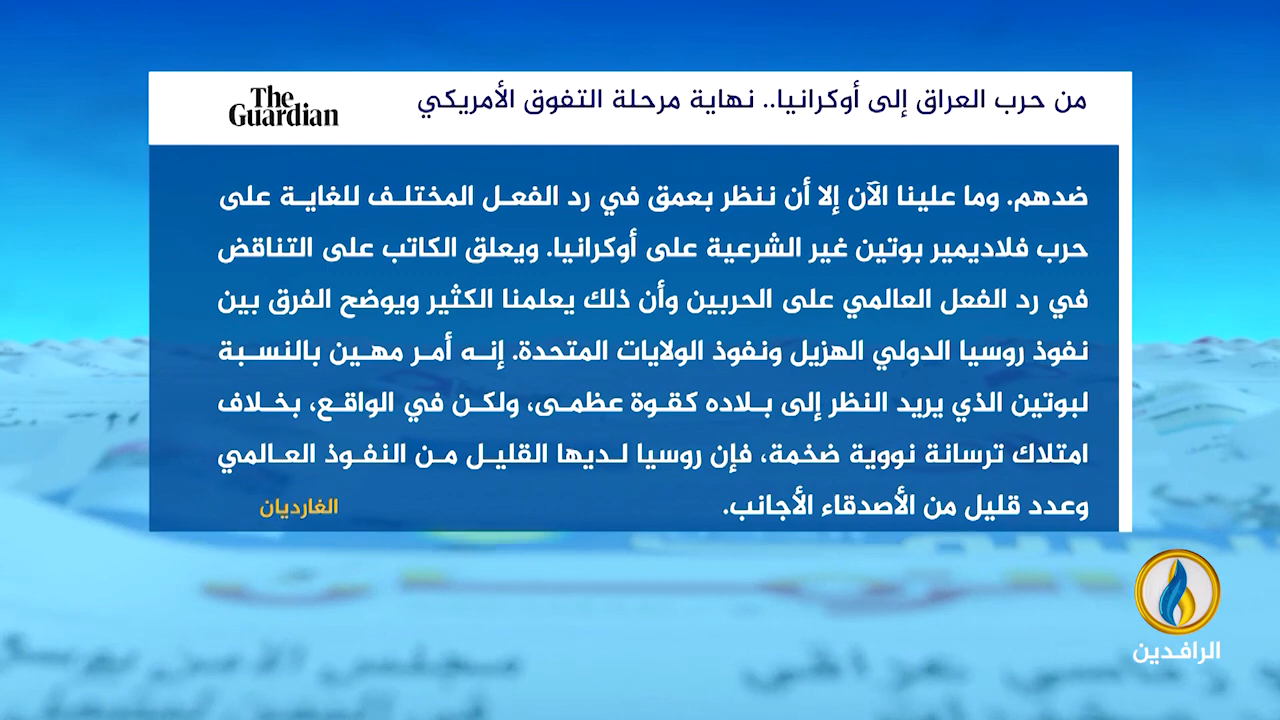 من حرب العراق إلى أوكرانيا.. نهاية مرحلة التفوق الأمريكي
The
Guardian
ضدهم. وما علينا الآن إلا أن ننظر بعمق في رد الفعل المختلف للغاية على
حرب فلاديمير بوتين غير الشرعية على أوكرانيا. ويعلق الكاتب على التناقض
في رد الفعل العالمي على الحربين وأن ذلك يعلمنا الكثير ويوضح الفرق بين
نفوذ روسيا الدولي الهزيل ونفوذ الولايات المتحدة. إنه أمر مهين بالنسبة
لبوتين الذي يريد النظر إلى بلاده كقوة عظمى، ولكن في الواقع، بخلاف
امتلاك ترسانة نووية ضخمة، فإن روسيا لديها القليل من النفوذ العالمي
وعدد قليل من الأصدقاء الأجانب.
الغارديان
الرافدين
مجلس الأمن